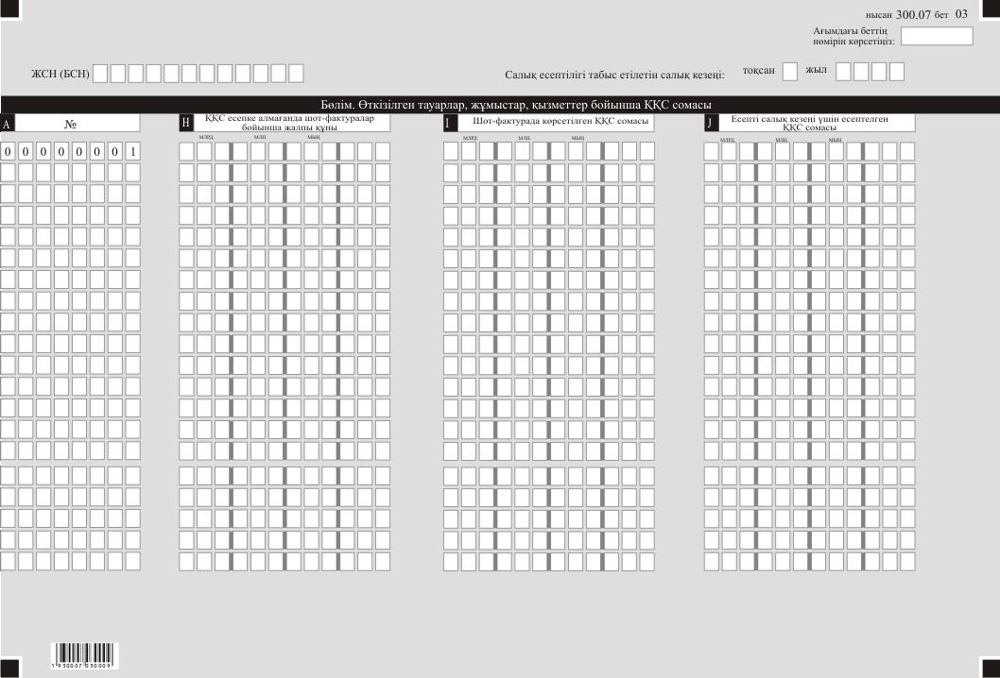 нысан 300.07 бет 03
Ағымдағы беттің
нөмірін көрсетіңіз:
ЖСН (БСН)
Салық есептілігі табыс етілетін салық кезеңі: тоқсан жыл
Бөлім. Өткізілген тауарлар, жұмыстар, қызметтер бойынша ҚҚС сомасы
A №
H ҚҚС есепке алмағанда шот-фактуралар
бойынша жалпы құны
I Шот-фактурада көрсетілген ҚҚС сомасы
J Есепті салық кезеңі үшін есептелген
ҚҚС сомасы
МЛРД. МЛН. МЫҢ МЛРД. МЛН. МЫҢ МЛРД. МЛН. МЫҢ
0 0 0 0 0 0 0 1
1930007030009